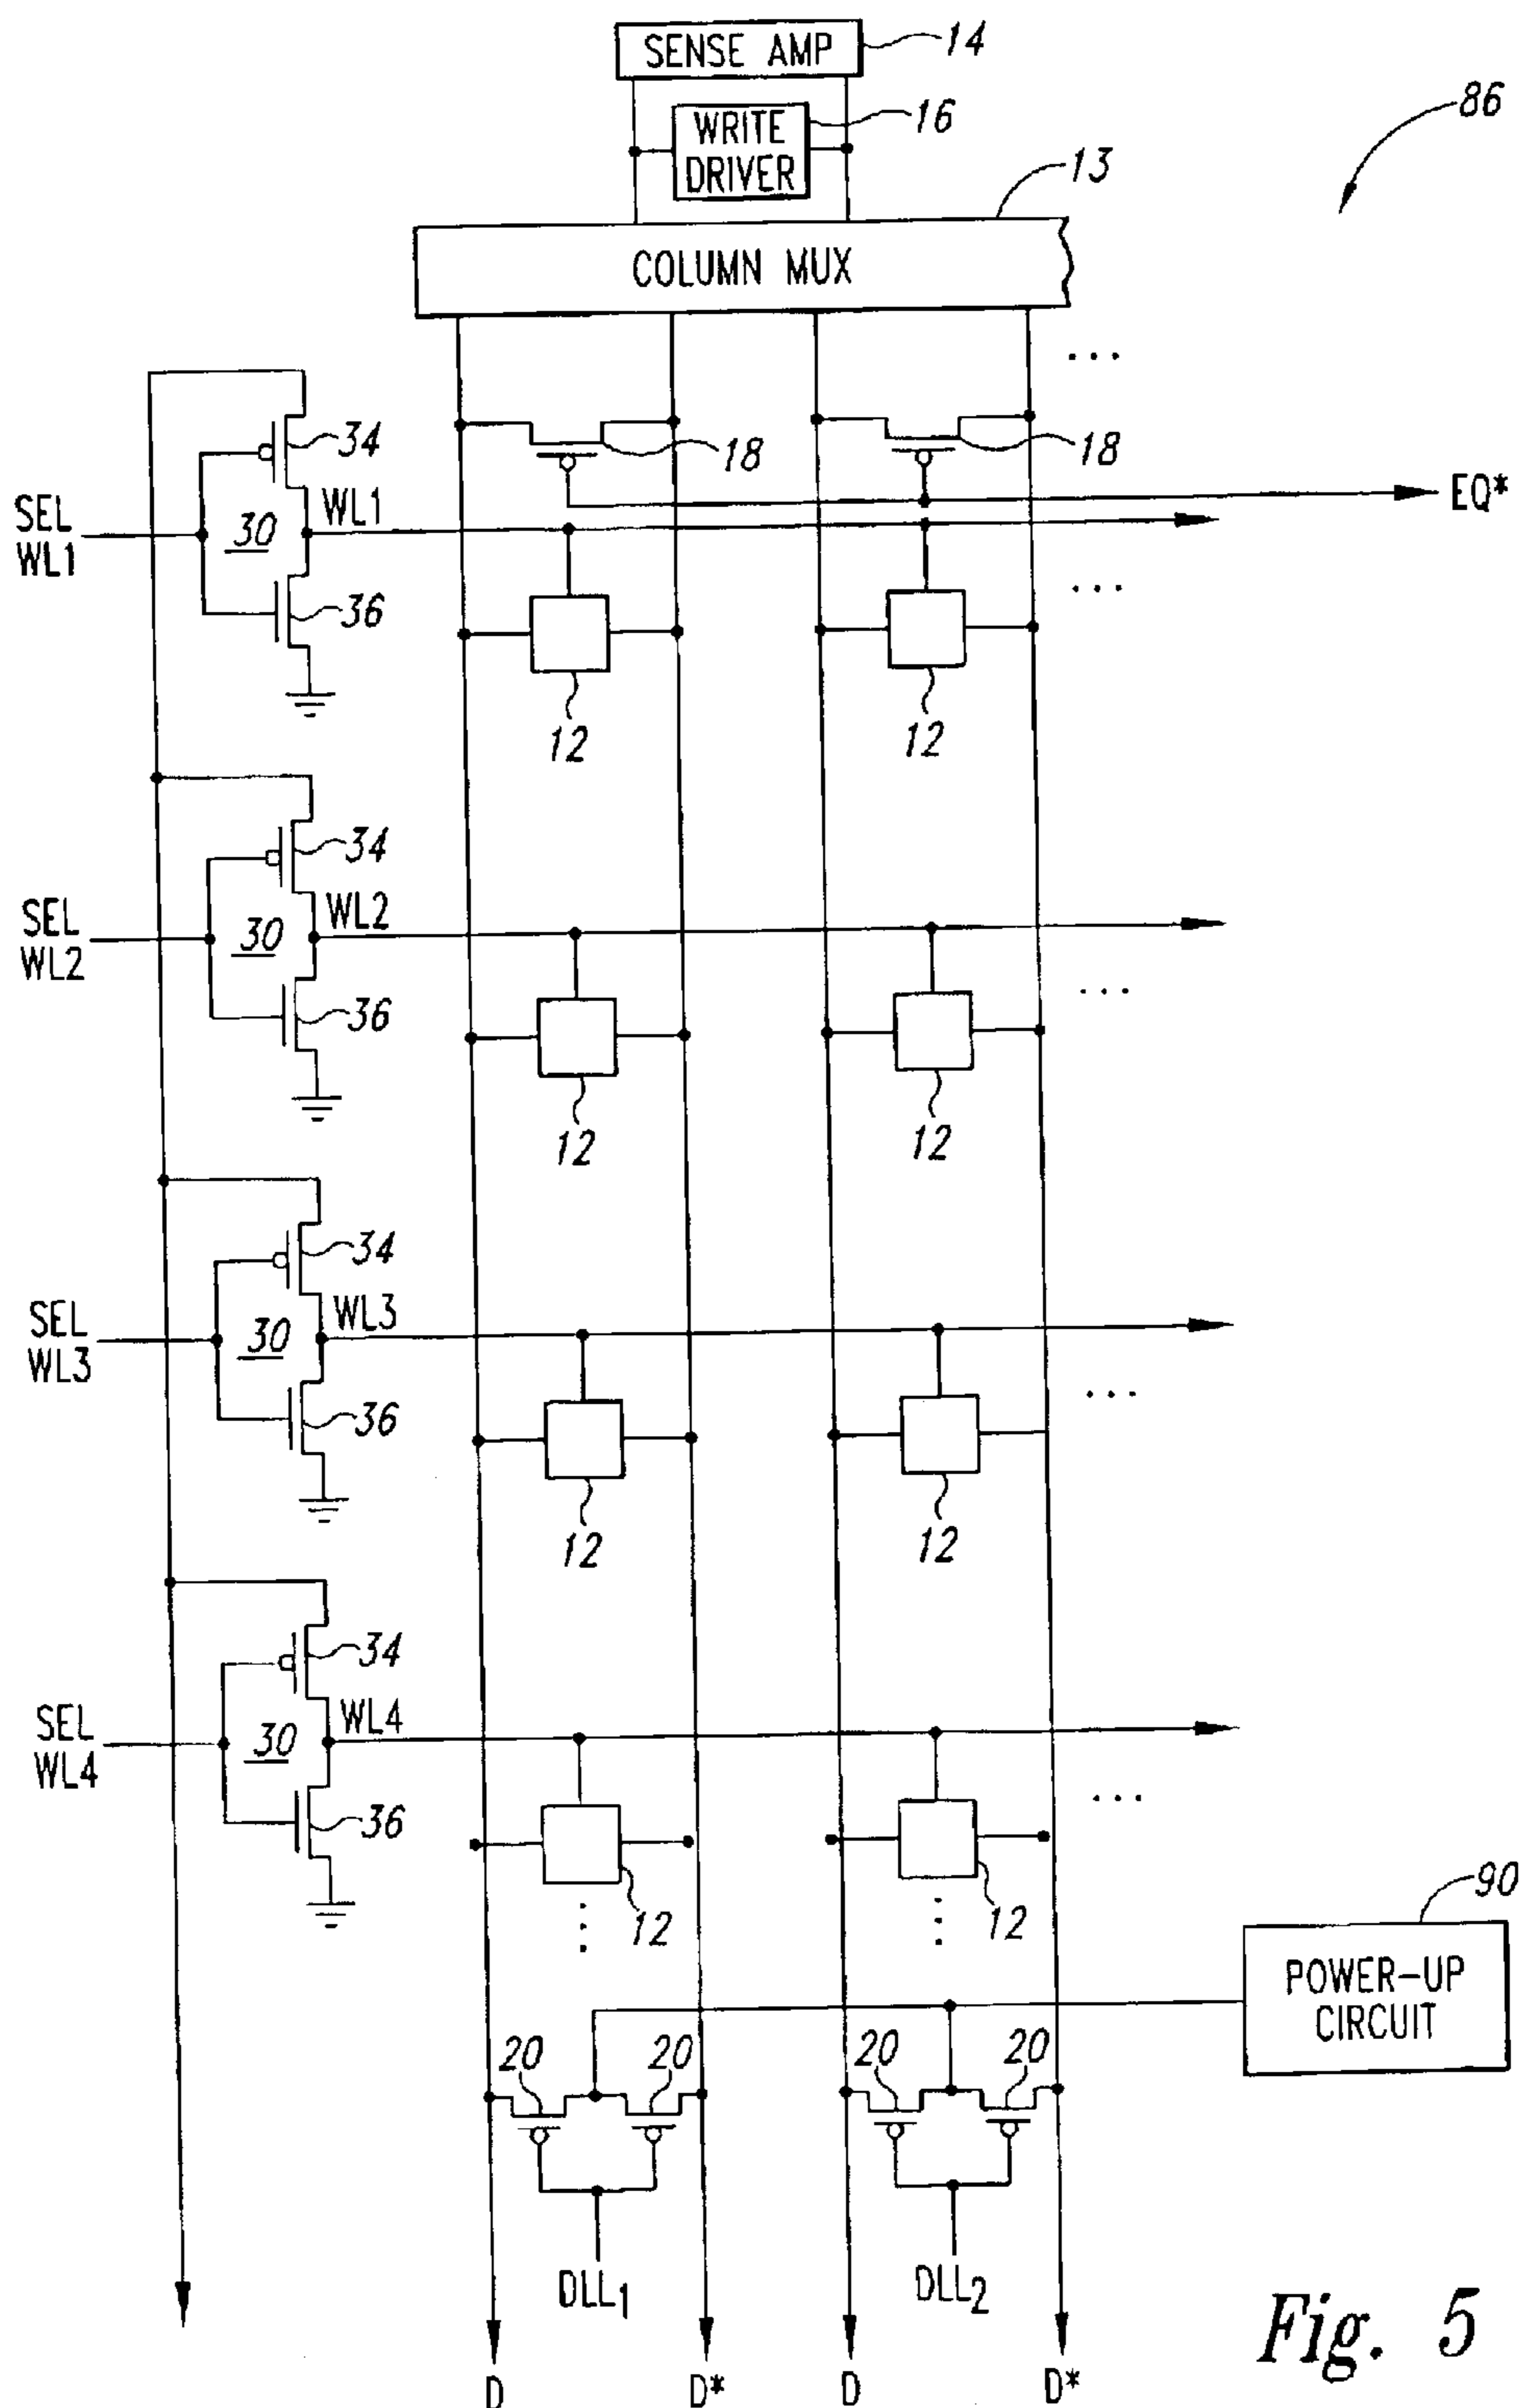 SENSE AMP
14
WRITE
DRIVER
16
86
13
COLUMN MUX
...
34
18
18
EQ*
SEL
WL1
30
WL1
36
...
12
12
34
SEL
WL2
30
WL2
36
...
12
12
34
SEL
WL3
30
WL3
36
...
12
12
34
SEL
WL4
30
WL4
36
...
12
12
90
POWER-UP
CIRCUIT
20
20
20
20
DLL1
DLL2
D
D*
D
D*
Fig. 5